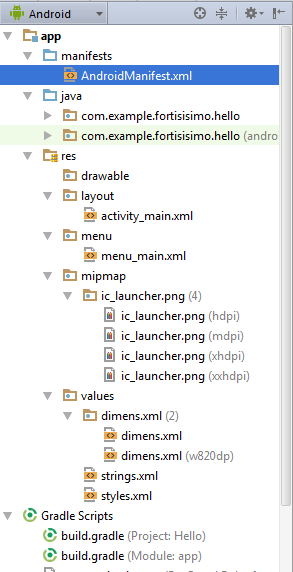 Android
app
manifests
AndroidManifest.xml
java
com.example.fortisisimo.hello
com.example.fortisisimo.hello (andro
res
drawable
layout
activity_main.xml
menu
menu_main.xml
mipmap
ic_launcher.png (4)
ic_launcher.png (hdpi)
ic_launcher.png (mdpi)
ic_launcher.png (xhdpi)
ic_launcher.png (xxhdpi)
values
dimens.xml (2)
dimens.xml
dimens.xml (w820dp)
strings.xml
styles.xml
Gradle Scripts
build.gradle (Project: Hello)
build.gradle (Module: app)